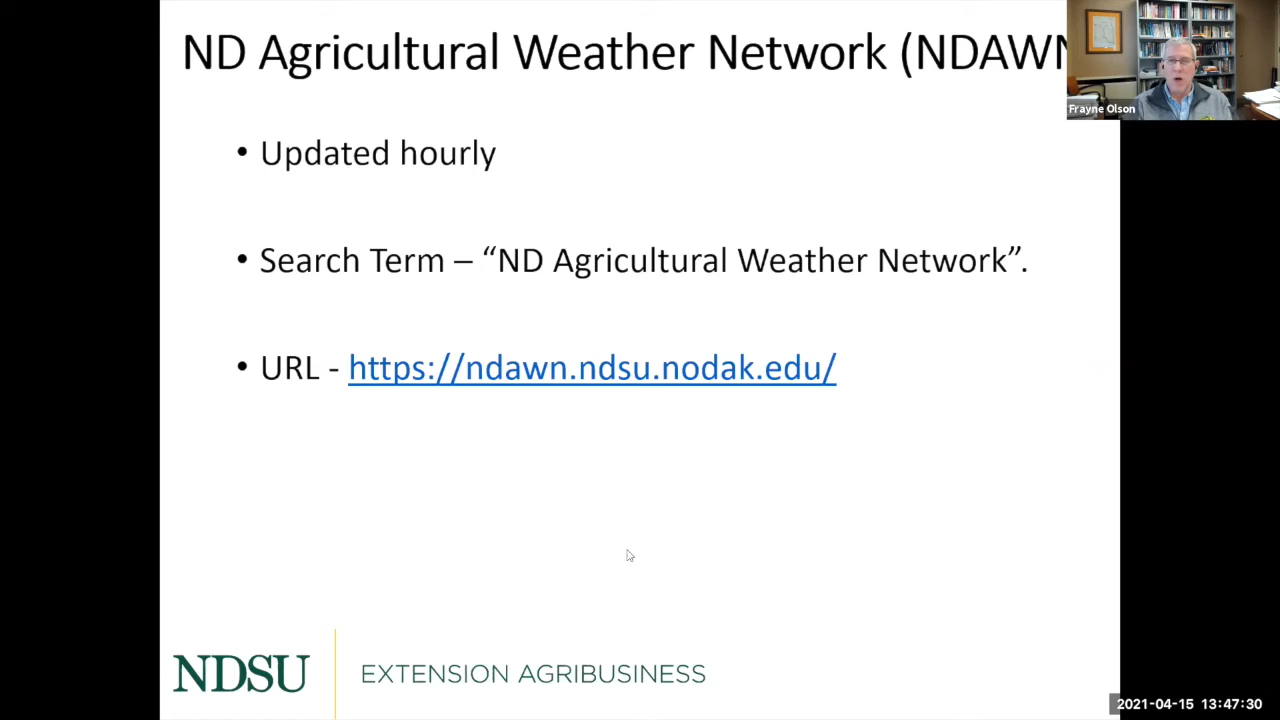 ND Agricultural Weather Network (NDAWN
Frayne Olson
• Updated hourly
• Search Term – “ND Agricultural Weather Network”.
• URL - https://ndawn.ndsu.nodak.edu/
NDSU
EXTENSION AGRIBUSINESS
2021-04-15 13:47:30